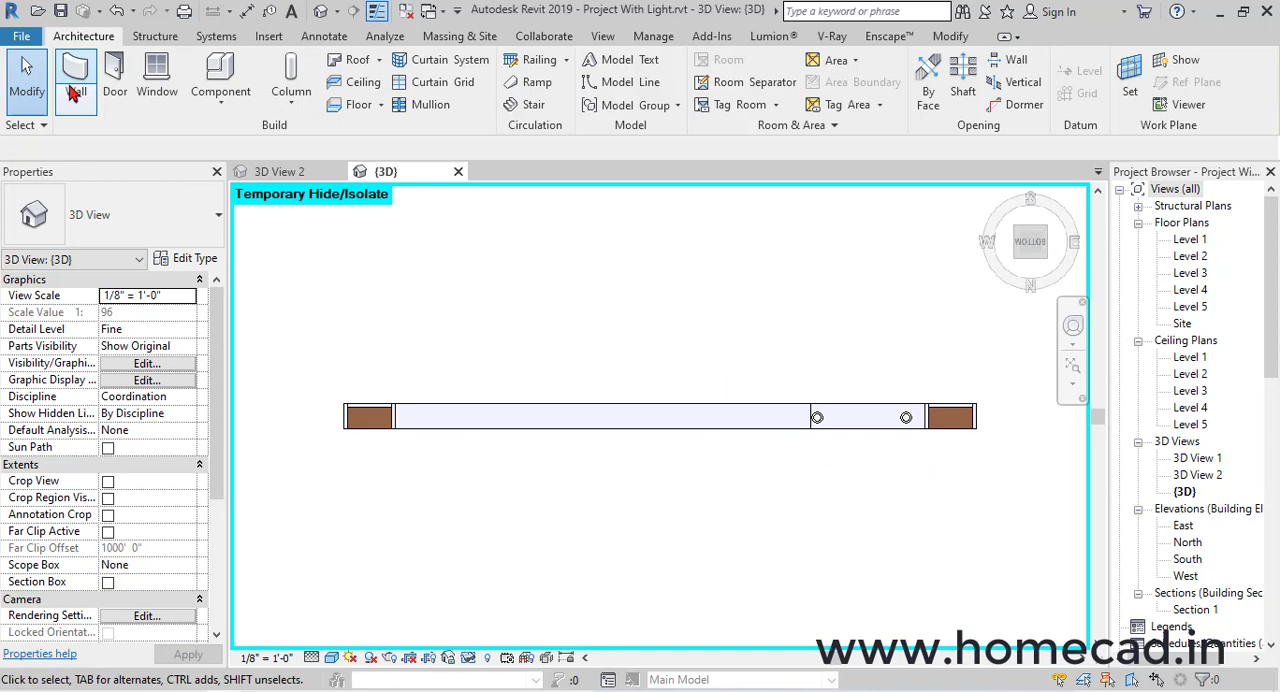 Autodesk Revit 2019 - Project With Light.rvt - 3D View: {3D}
Type a keyword or phrase
Sign In
File
Architecture
Structure
Systems
Insert
Annotate
Analyze
Massing & Site
Collaborate
View
Manage
Add-Ins
Lumion®
V-Ray
Enscape™
Modify
Modify
Wall
Door
Window
Component
Column
Roof
Ceiling
Floor
Curtain System
Curtain Grid
Mullion
Railing
Ramp
Stair
Model Text
Model Line
Model Group
Room
Room Separator
Tag Room
Area
Area Boundary
Tag Area
By
Face
Shaft
Wall
Vertical
Dormer
Level
Grid
Set
Show
Ref Plane
Viewer
Select
Build
Circulation
Model
Room & Area
Opening
Datum
Work Plane
Properties
3D View 2
{3D}
Project Browser - Project Wi...
3D View
3D View: {3D}
Edit Type
Graphics
View Scale 1/8" = 1'-0"
Scale Value 1: 96
Detail Level Fine
Parts Visibility Show Original
Visibility/Graphi... Edit...
Graphic Display ... Edit...
Discipline Coordination
Show Hidden Li... By Discipline
Default Analysis... None
Sun Path
Extents
Crop View
Crop Region Vis...
Annotation Crop
Far Clip Active
Far Clip Offset 1000' 0"
Scope Box None
Section Box
Camera
Rendering Setti... Edit...
Locked Orientat...
Properties help
Apply
Temporary Hide/Isolate
S
W
BOTTOM
E
N
Views (all)
Structural Plans
Floor Plans
Level 1
Level 2
Level 3
Level 4
Level 5
Site
Ceiling Plans
Level 1
Level 2
Level 3
Level 4
Level 5
3D Views
3D View 1
3D View 2
{3D}
Elevations (Building El
East
North
South
West
Sections (Building Sec
Section 1
Legends
Schedules/Quantities (
www.homecad.in
1/8" = 1'-0"
Click to select, TAB for alternates, CTRL adds, SHIFT unselects.
:0
Main Model
:0